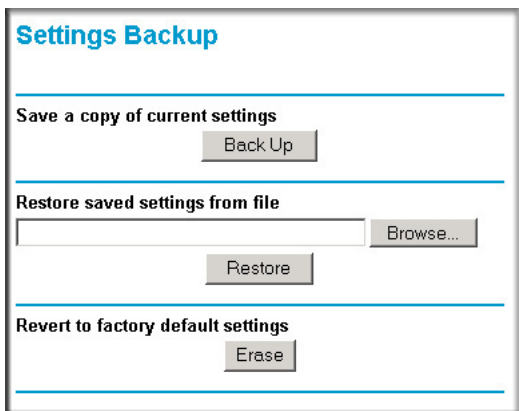 Settings Backup
Save a copy of current settings
Back Up
Restore saved settings from file
Browse...
Restore
Revert to factory default settings
Erase